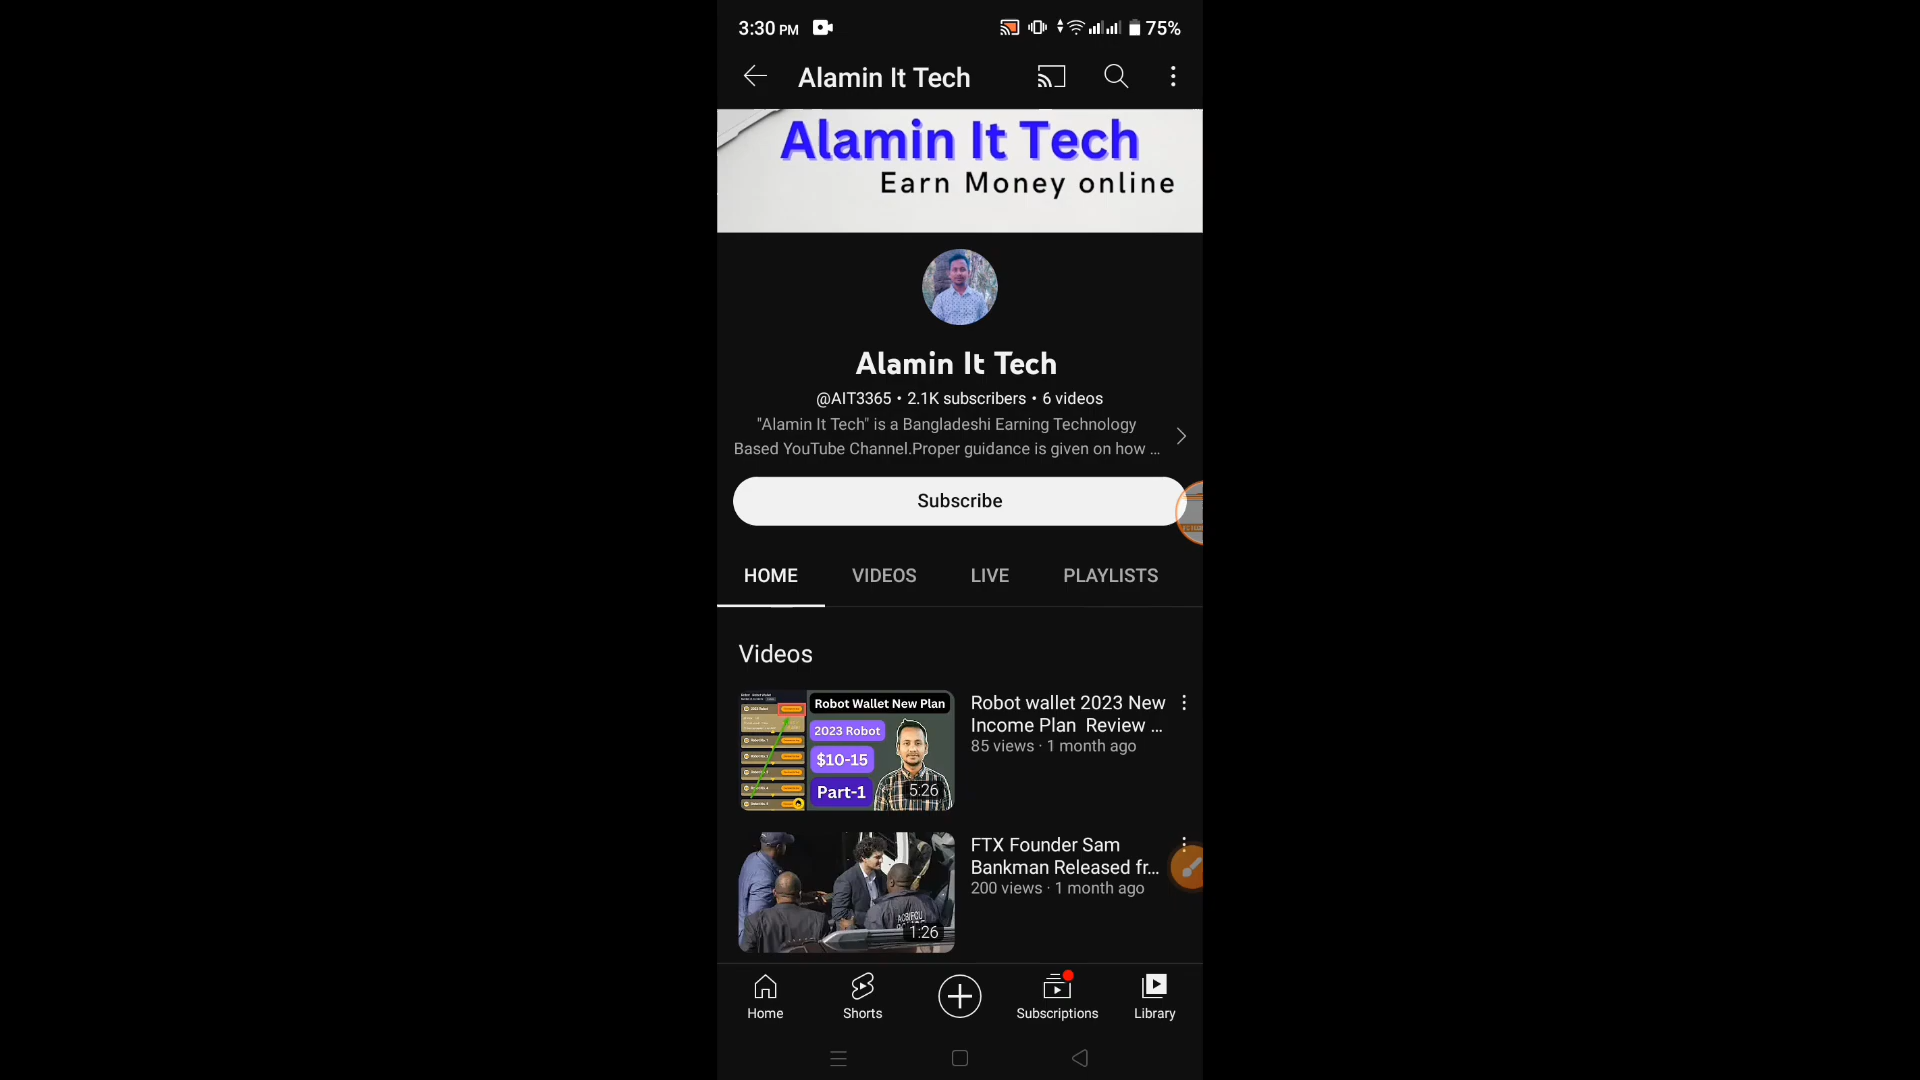 3:30 PM
75%
Alamin It Tech
Alamin It Tech
Earn Money online
Alamin It Tech
@AIT3365 • 2.1K subscribers • 6 videos
"Alamin It Tech" is a Bangladeshi Earning Technology
Based YouTube Channel.Proper guidance is given on how ...
Subscribe
HOME VIDEOS LIVE PLAYLISTS
Videos
Robot Wallet New Plan
2023 Robot
$10-15
Part-1
5:26
Robot wallet 2023 New
Income Plan Review ...
85 views · 1 month ago
FTX Founder Sam
Bankman Released fr...
200 views · 1 month ago
1:26
Home Shorts Subscriptions Library